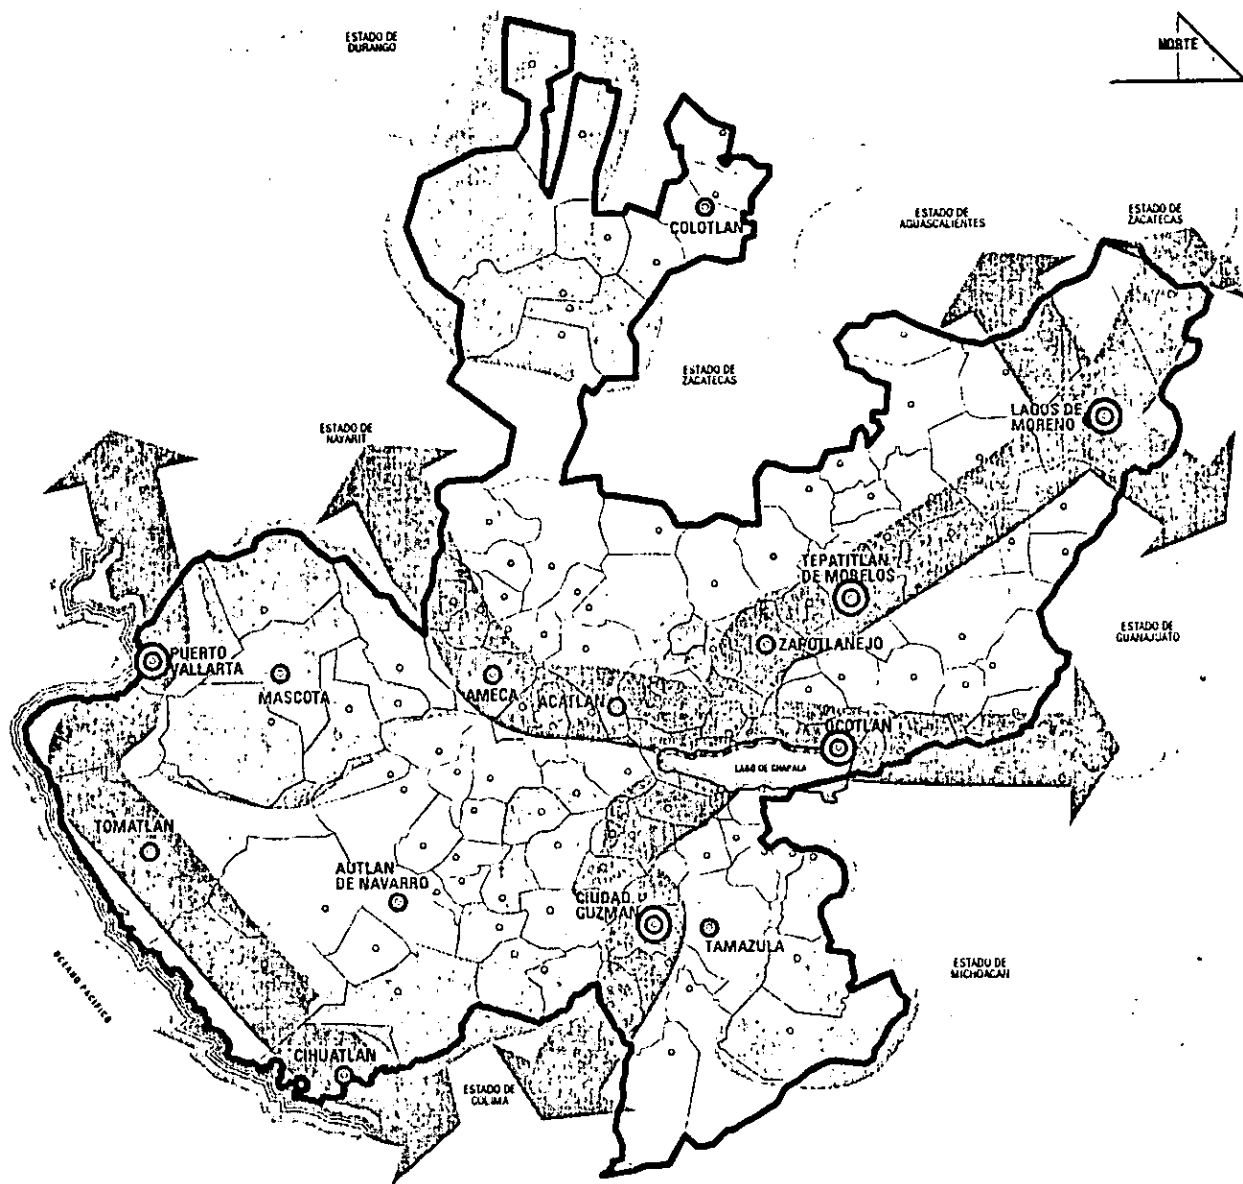 ESTADO DE
DURANGO
NORTE
COLOTLAN
ESTADO DE
AGUASCALIENTES
ESTADO DE
ZACATECAS
ESTADO DE
ZACATECAS
ESTADO DE
NAYARIT
LAGOS DE
MORENO
TEPATITLAN
DE MORELOS
ZAPOTLANEJO
ESTADO DE
GUANAJUATO
PUERTO
VALLARTA
MASCOTA
AMECA
ACATLAN
OCOTLAN
LAGO DE CHAPALA
TOMATLAN
AUTLAN
DE NAVARRO
CIUDAD
GUZMAN
TAMAZULA
ESTADO DE
MICHOACAN
OCEANO PACIFICO
CIHUATLAN
ESTADO DE
COLIMA